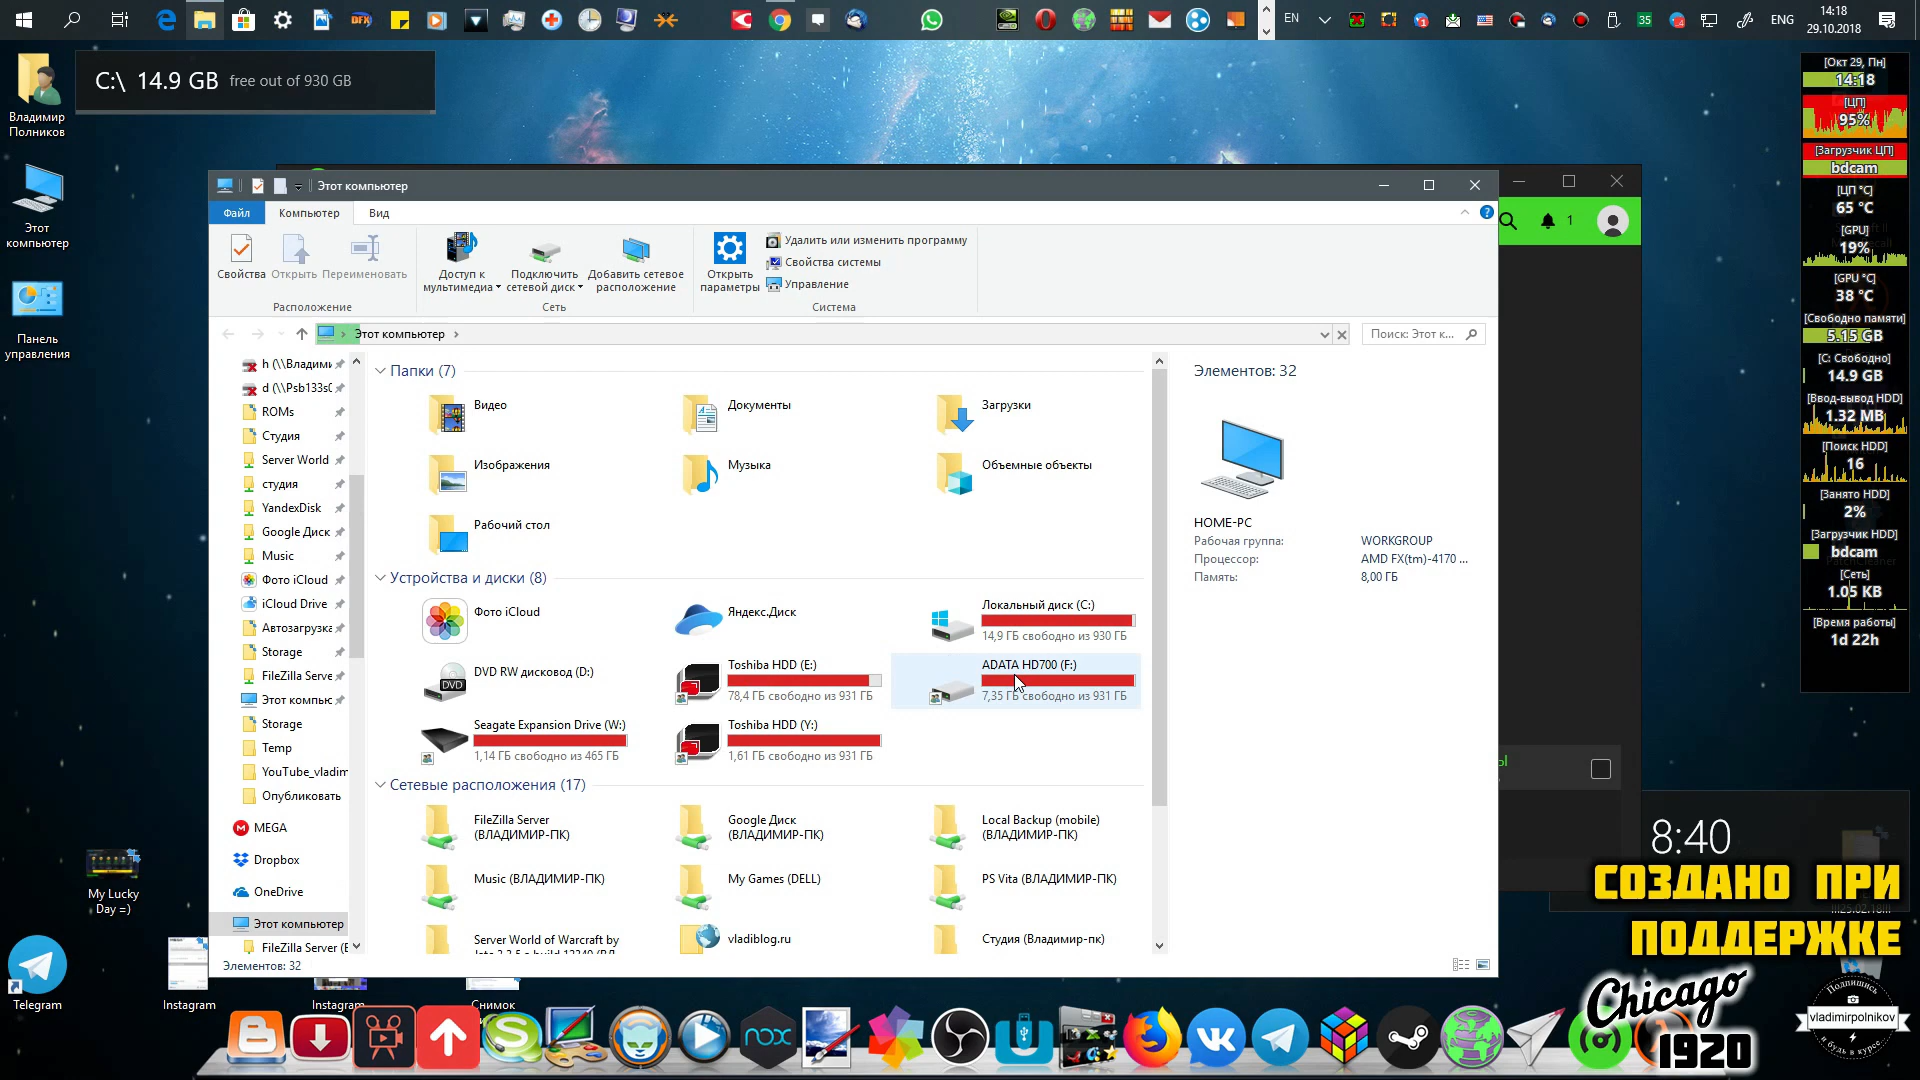 EN
35
ENG
14:18
29.10.2018
C:\ 14.9 GB free out of 930 GB
Владимир
Полников
Этот
компьютер
Панель
управления
My Lucky
Day =)
Telegram
Instagram
Instagram
Снимок
Этот компьютер
Файл
Компьютер
Вид
Свойства
Открыть
Переименовать
Расположение
Доступ к
мультимедиа
Подключить
сетевой диск
Добавить сетевое
расположение
Сеть
Открыть
параметры
Удалить или изменить программу
Свойства системы
Управление
Система
Этот компьютер
Поиск: Этот к...
h (\\Владими
d (\\Psb133s0
ROMs
Студия
Server World
студия
YandexDisk
Google Диск
Music
Фото iCloud
iCloud Drive
Автозагрузка
Storage
FileZilla Serve
Этот компьк
Storage
Temp
YouTube_vladim
Опубликовать
MEGA
Dropbox
OneDrive
Этот компьютер
FileZilla Server (E
Элементов: 32
Папки (7)
Видео
Документы
Загрузки
Изображения
Музыка
Объемные объекты
Рабочий стол
Устройства и диски (8)
Фото iCloud
Яндекс.Диск
Локальный диск (C:)
14,9 ГБ свободно из 930 ГБ
DVD RW дисковод (D:)
DVD
Toshiba HDD (E:)
78,4 ГБ свободно из 931 ГБ
ADATA HD700 (F:)
7,35 ГБ свободно из 931 ГБ
Seagate Expansion Drive (W:)
1,14 ГБ свободно из 465 ГБ
Toshiba HDD (Y:)
1,61 ГБ свободно из 931 ГБ
Сетевые расположения (17)
FileZilla Server
(ВЛАДИМИР-ПК)
Google Диск
(ВЛАДИМИР-ПК)
Local Backup (mobile)
(ВЛАДИМИР-ПК)
Music (ВЛАДИМИР-ПК)
My Games (DELL)
PS Vita (ВЛАДИМИР-ПК)
Server World of Warcraft by
vladiblog.ru
Студия (Владимир-пк)
Элементов: 32
HOME-PC
Рабочая группа: WORKGROUP
Процессор: AMD FX(tm)-4170 ...
Память: 8,00 ГБ
1
[Окт 29, Пн]
14:18
[ЦП]
95%
[Загрузчик ЦП]
bdcam
[ЦП °C]
65 °C
[GPU]
19%
[GPU °C]
38 °C
[Свободно памяти]
5.15 GB
[C: Свободно]
14.9 GB
[Ввод-вывод HDD]
1.32 MB
[Поиск HDD]
16
[Занято HDD]
2%
[Загрузчик HDD]
bdcam
[Сеть]
1.05 KB
[Время работы]
1d 22h
8:40
СОЗДАНО ПРИ
ПОДДЕРЖКЕ
Chicago
1920
Подпишись
vladimirpolnikov
и будь в курсе
nox